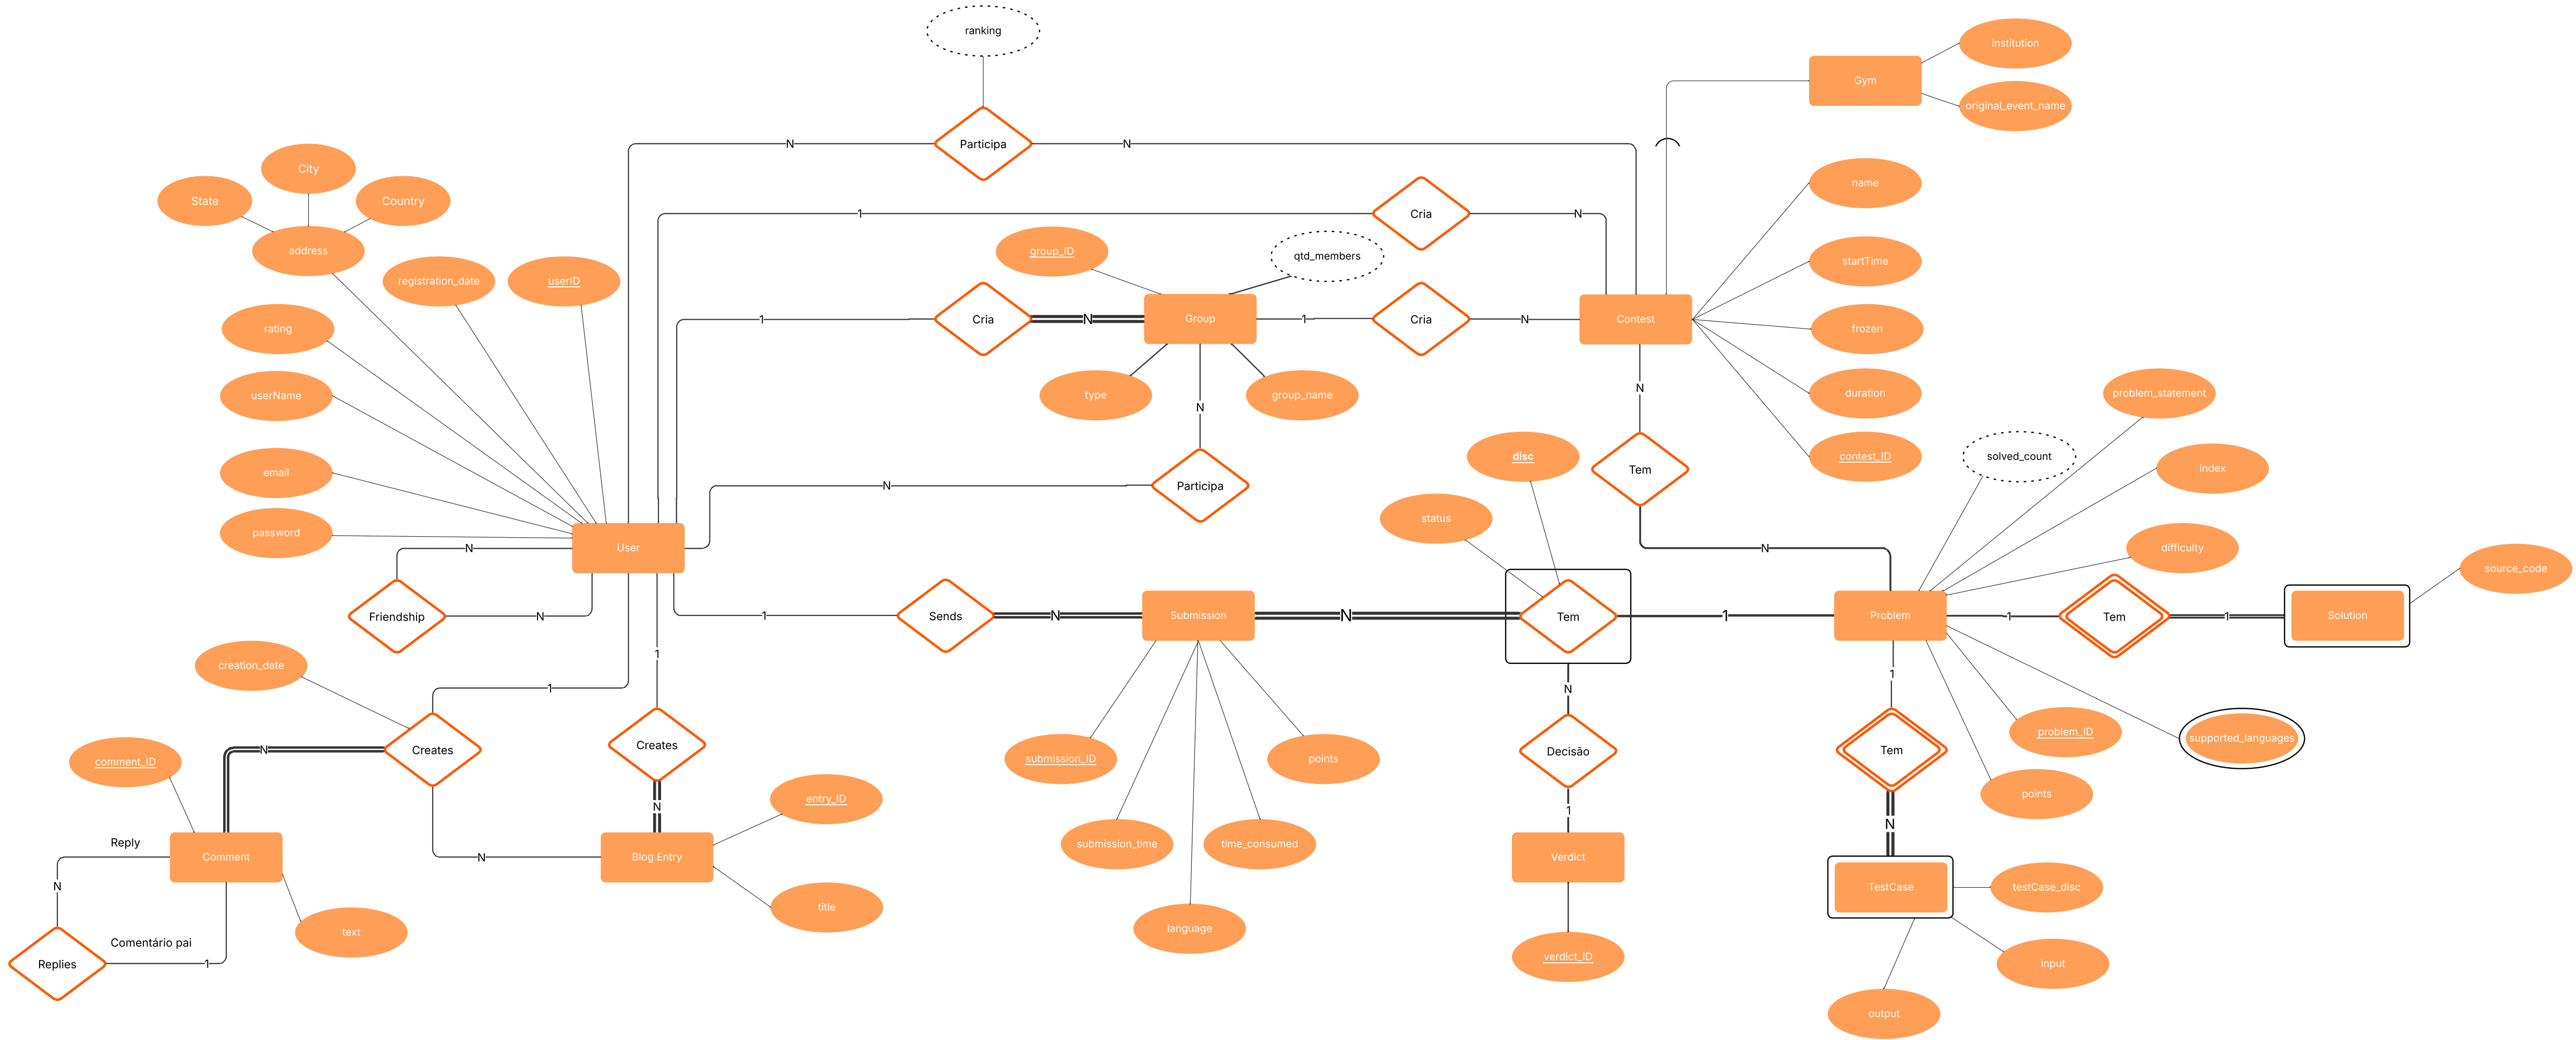 ranking
institution
Gym
original_event_name
N
Participa
N
City
State
Country
name
1
Cria
N
address
group_ID
qtd_members
startTime
registration_date
userID
rating
1
Cria
N
Group
1
Cria
N
Contest
frozen
userName
type
group_name
N
N
duration
problem_statement
email
disc
Tem
contest_ID
solved_count
index
N
Participa
status
password
N
User
N
difficulty
source_code
Friendship
N
1
Sends
N
Submission
N
Tem
1
Problem
1
Tem
1
Solution
creation_date
1
1
N
1
submission_ID
points
problem_ID
supported_languages
N
Creates
Creates
Decisão
Tem
comment_ID
entry_ID
N
points
1
N
Reply
submission_time
time_consumed
Comment
N
Blog Entry
Verdict
N
TestCase
testCase_disc
title
text
language
Comentário pai
Replies
1
verdict_ID
input
output